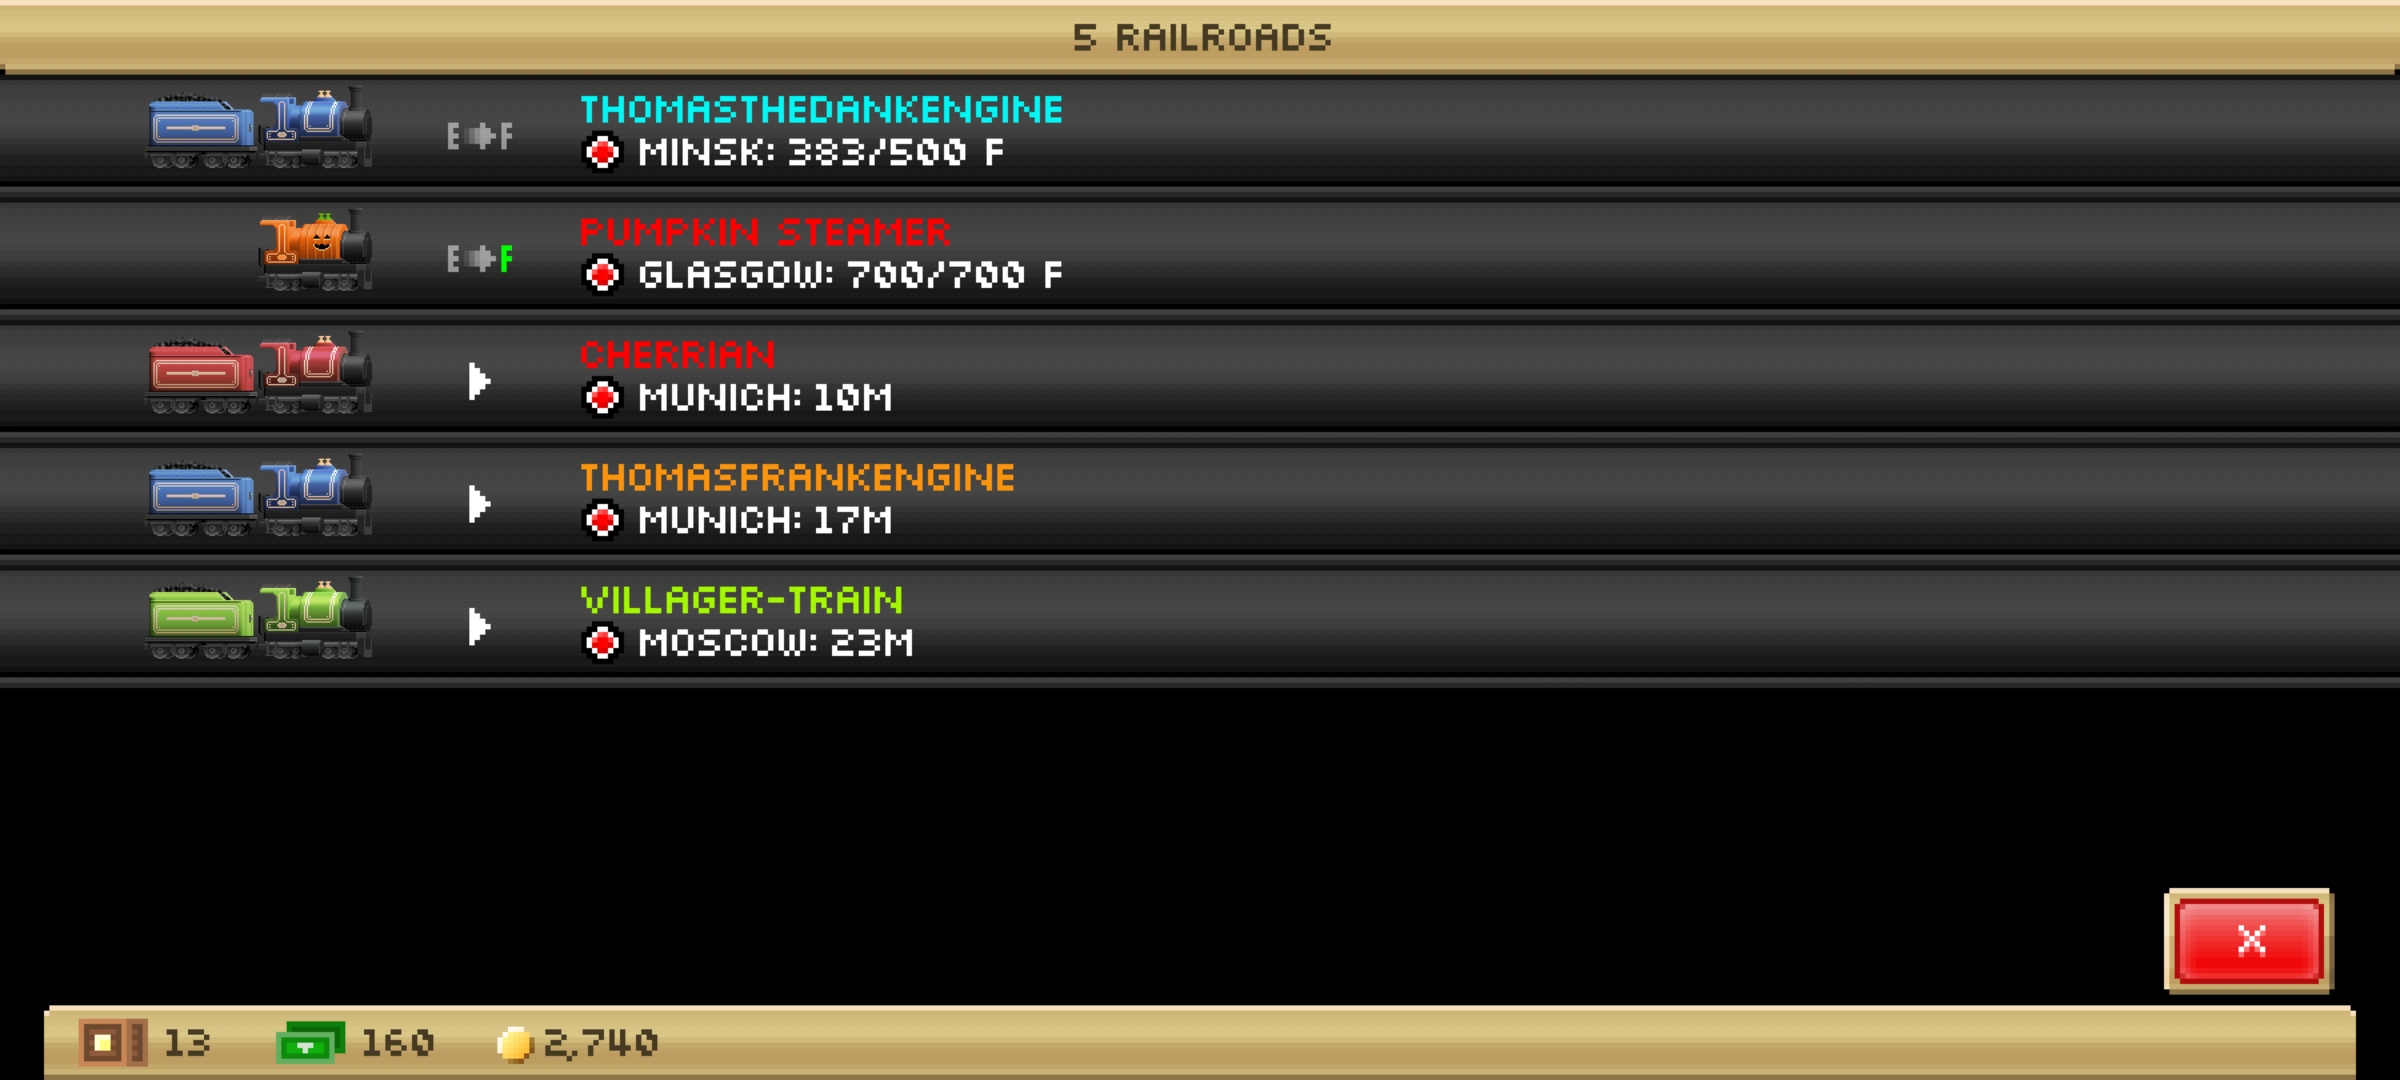 5 RAILROADS
THOMASTHEDANKENGINE
E F
MINSK: 383/500 F
PUMPKIN STEAMER
E F
GLASGOW: 700/700 F
CHERRIAN
MUNICH: 10M
THOMASFRANKENGINE
MUNICH: 17M
VILLAGER-TRAIN
MOSCOW: 23M
X
13 160 2,740